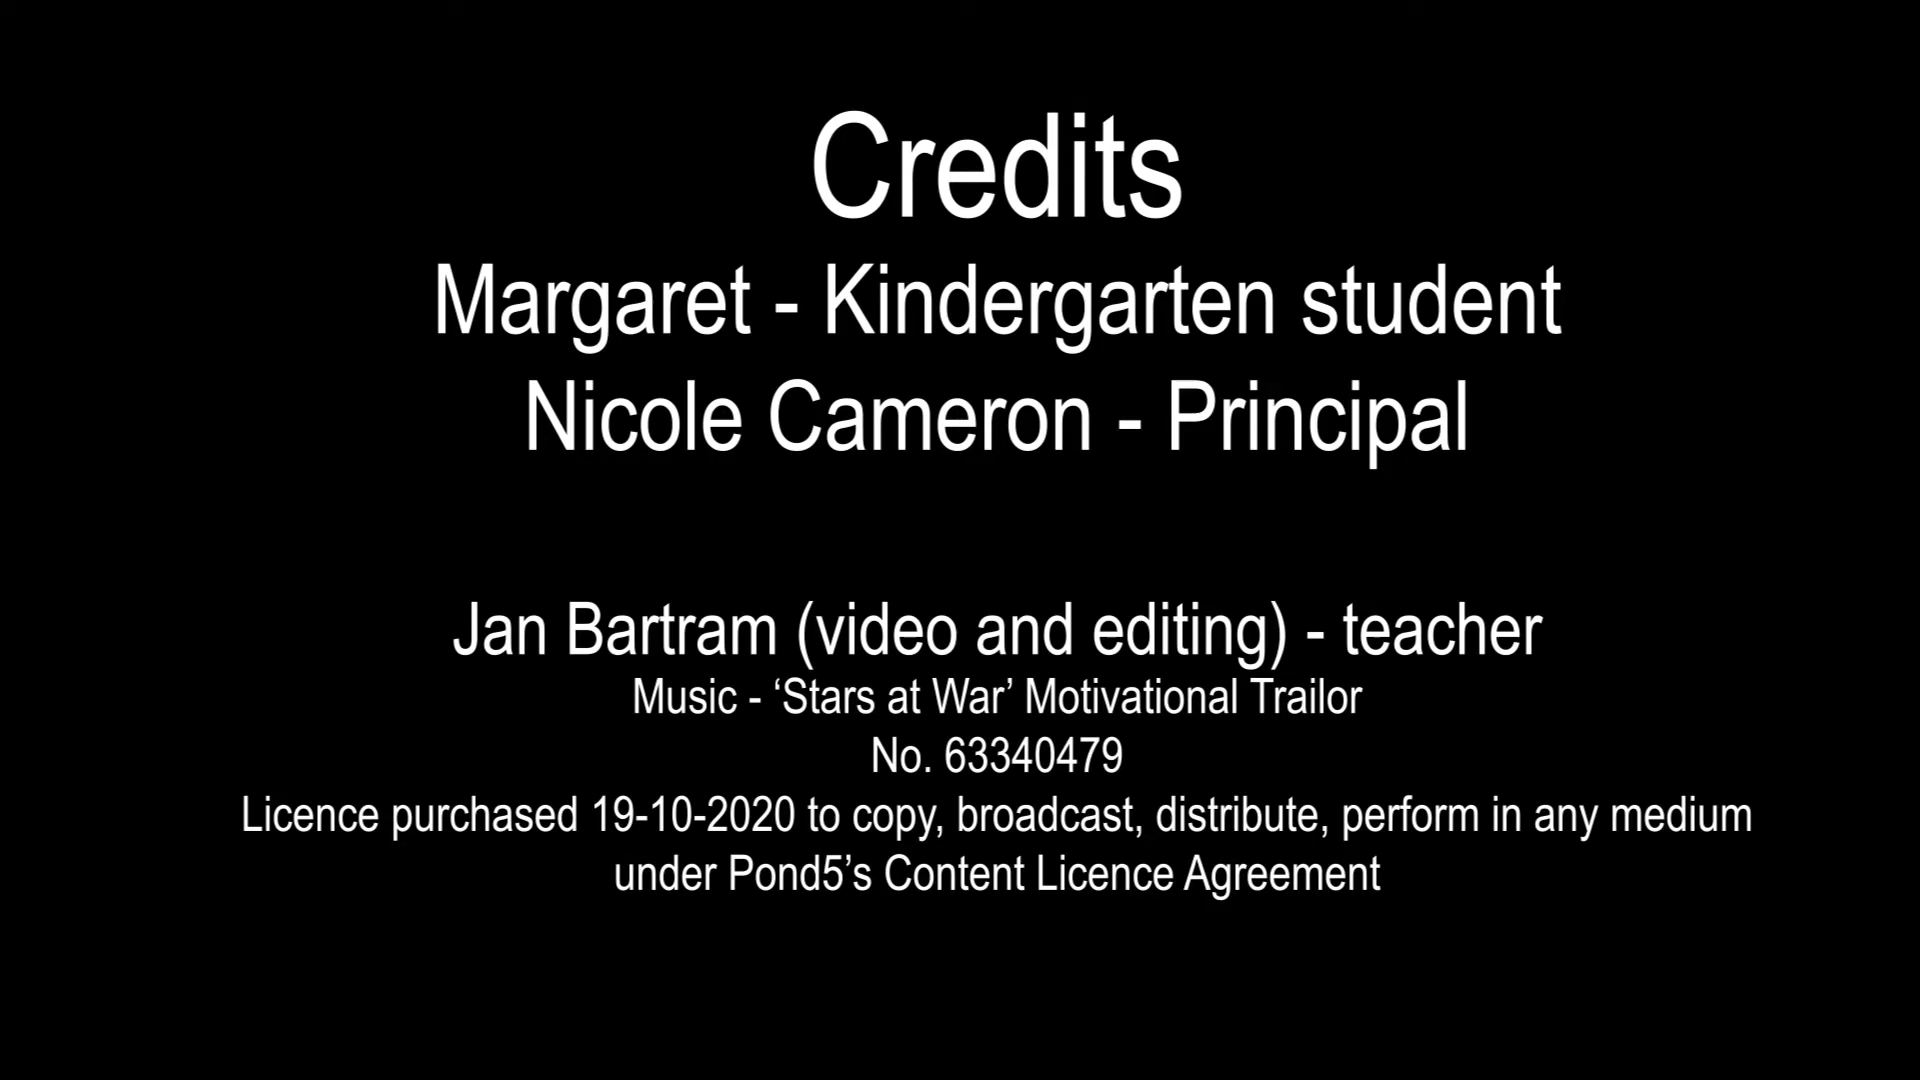 Credits
Margaret - Kindergarten student
Nicole Cameron - Principal
Jan Bartram (video and editing) - teacher
Music - ‘Stars at War’ Motivational Trailor
No. 63340479
Licence purchased 19-10-2020 to copy, broadcast, distribute, perform in any medium
under Pond5’s Content Licence Agreement